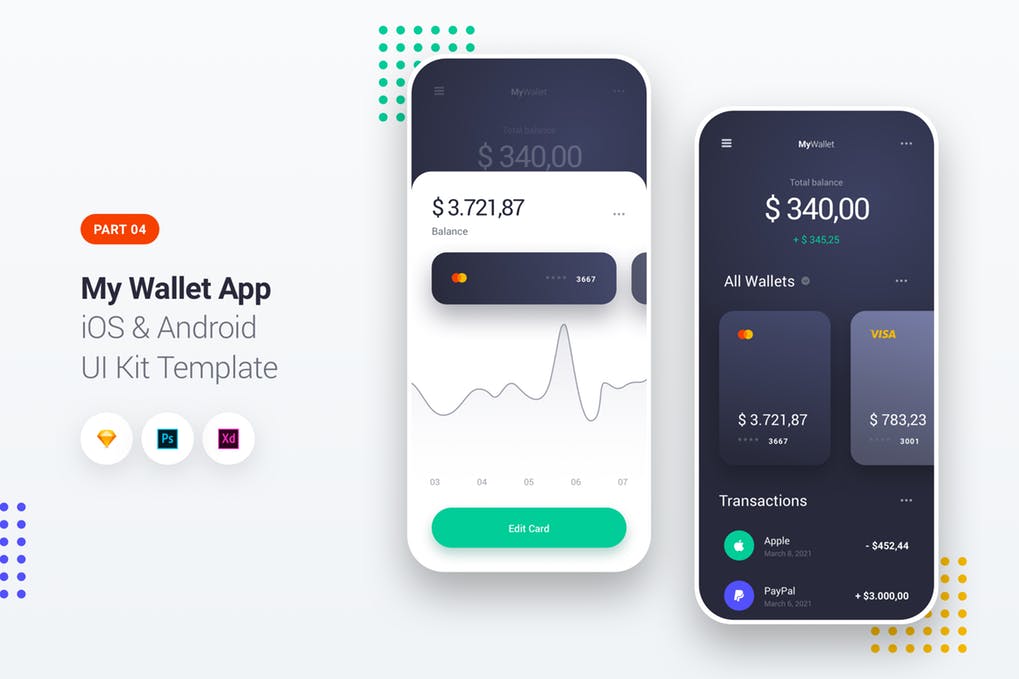 PART 04
My Wallet App
iOS & Android
UI Kit Template
Ps
Xd
MyWallet
Total balance
$ 340,00
$ 3.721,87
Balance
3667
03 04 05 06 07
Edit Card
MyWallet
Total balance
$ 340,00
+ $ 345,25
All Wallets
VISA
$ 3.721,87
3667
$ 783,23
3001
Transactions
Apple
March 8, 2021
- $452,44
PayPal
March 6, 2021
+ $3.000,00